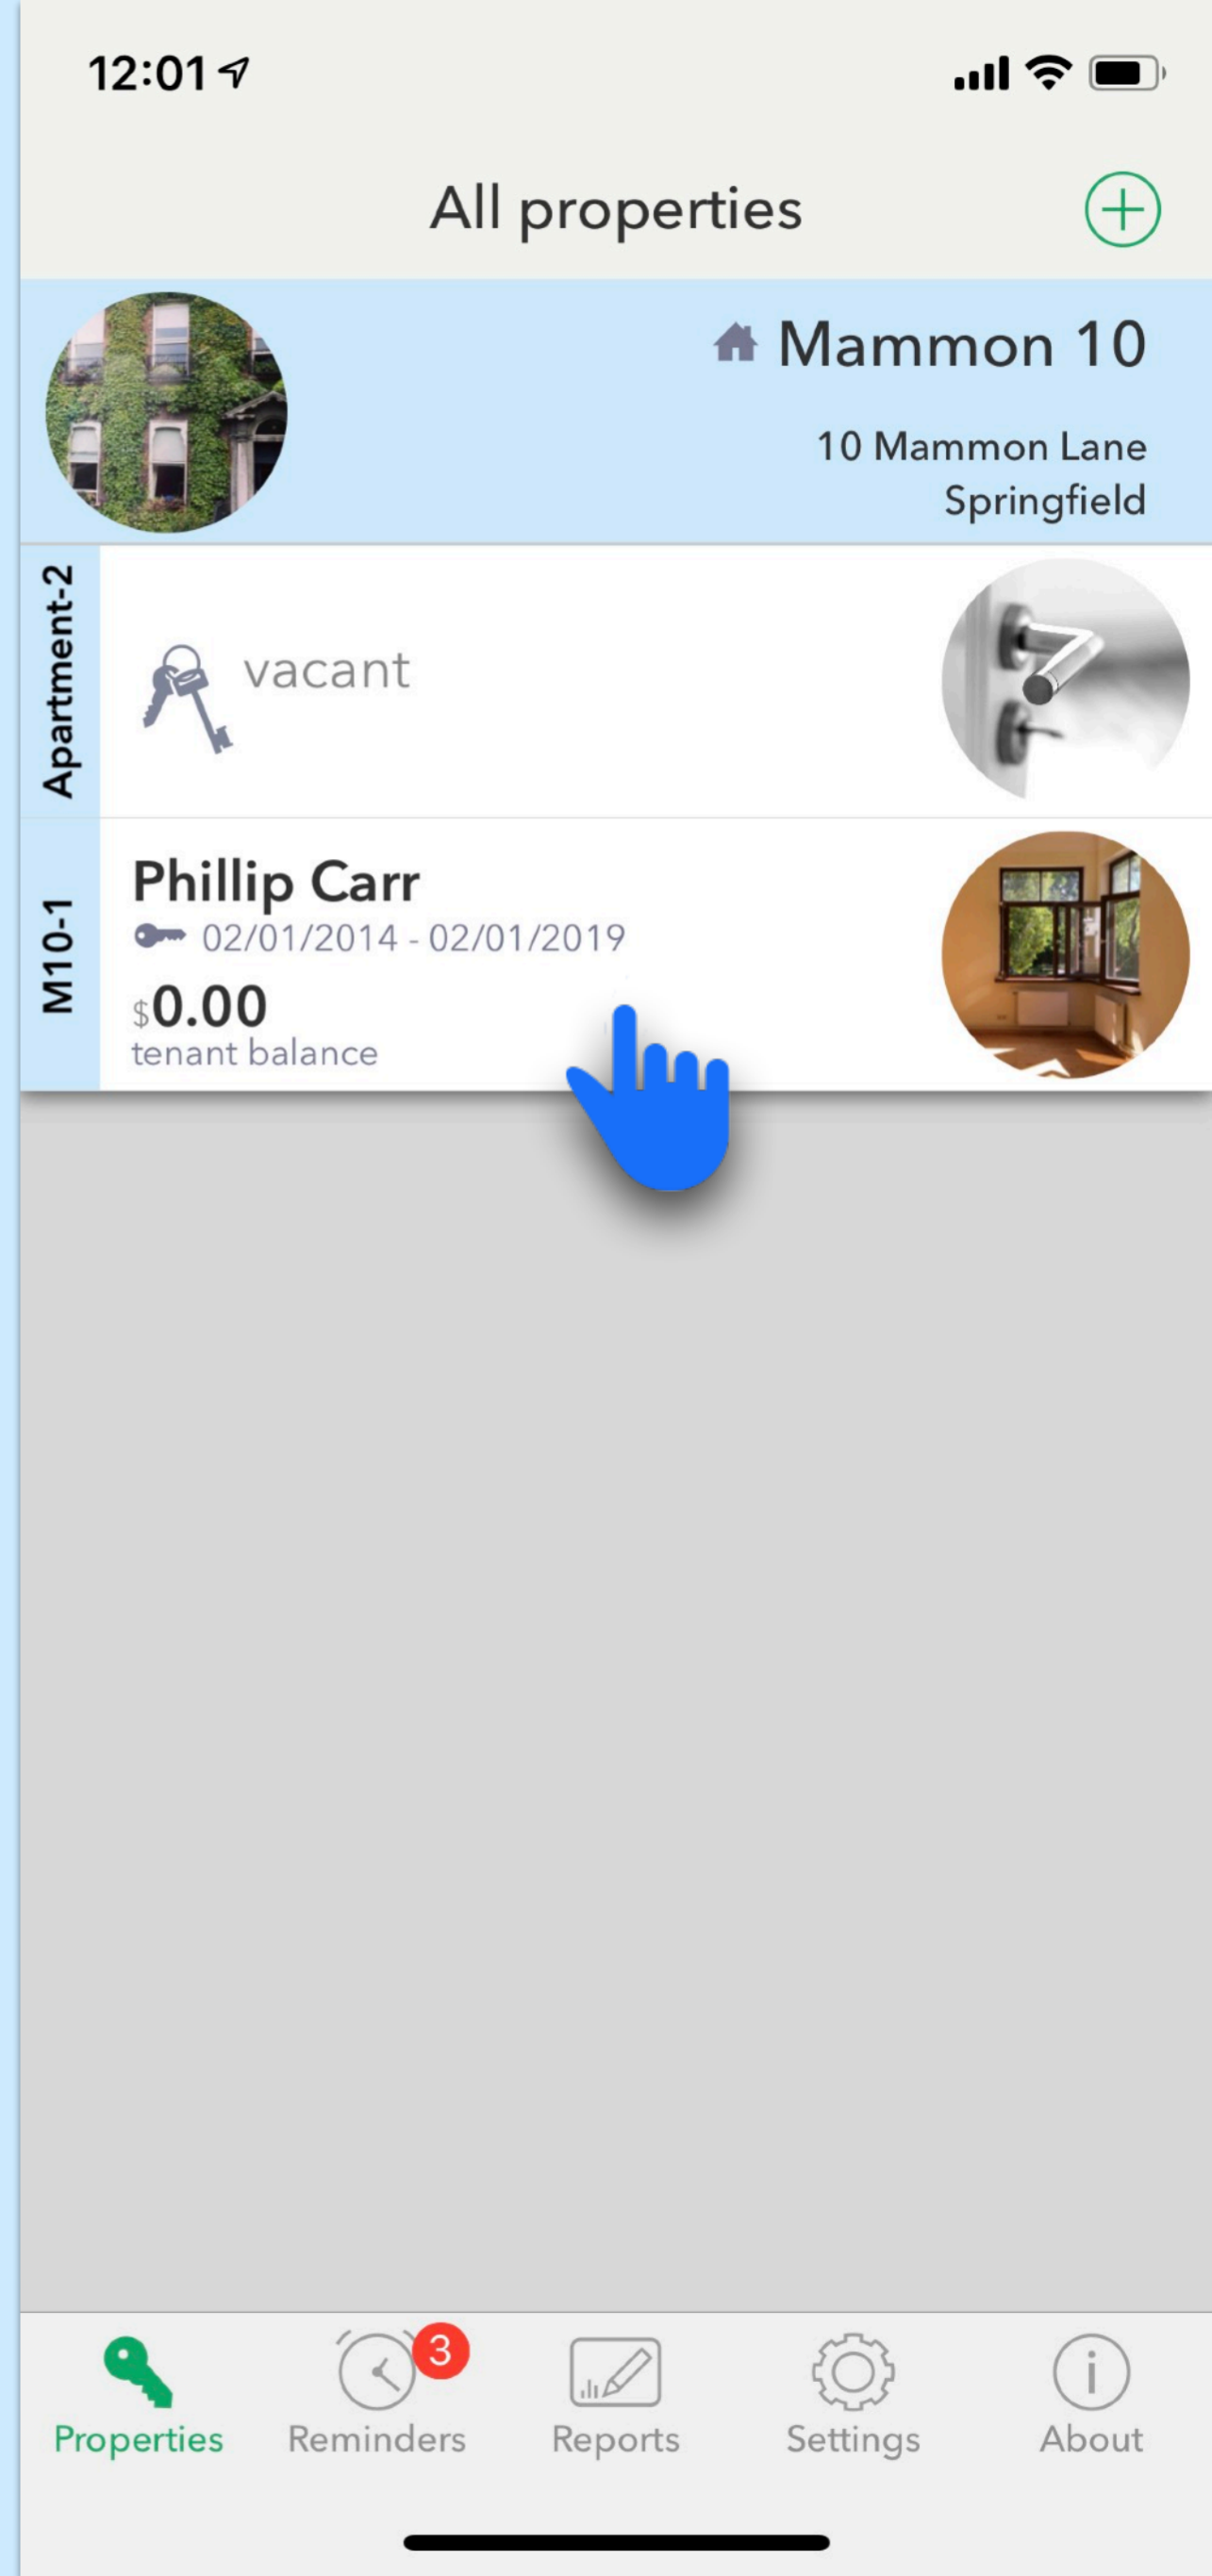 12:01
All properties
Mammon 10
10 Mammon Lane
Springfield
Apartment-2
vacant
M10-1
Phillip Carr
02/01/2014 - 02/01/2019
$0.00
tenant balance
3
Properties
Reminders
Reports
Settings
About